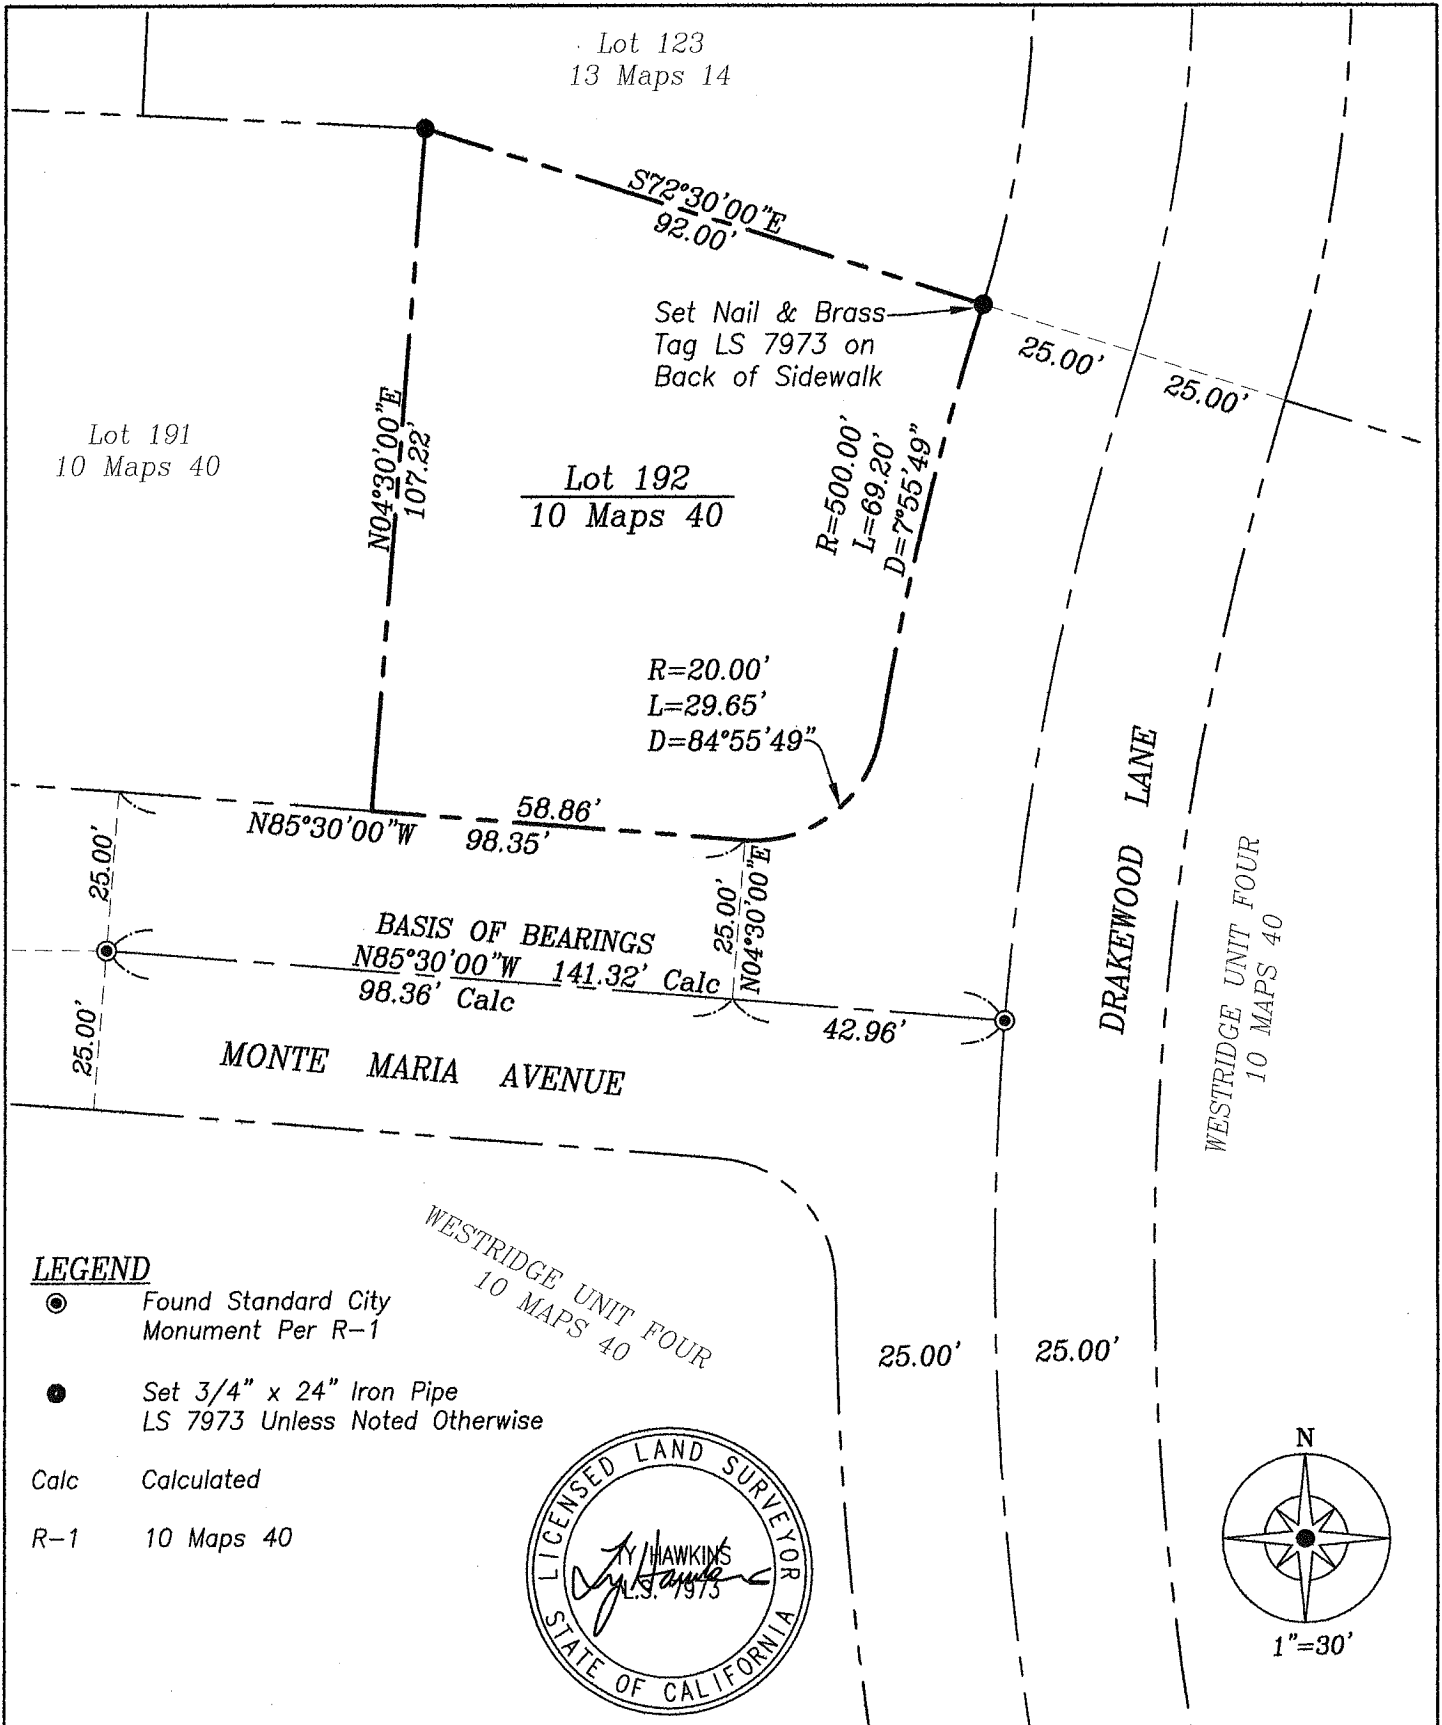 Lot 123
13 Maps 14
S72°30'00"E
92.00'
Set Nail & Brass
Tag LS 7973 on
Back of Sidewalk
25.00'
25.00'
N04°30'00"E
107.22'
Lot 191
10 Maps 40
Lot 192
10 Maps 40
R=500.00'
L=69.20'
D=7°55'49"
R=20.00'
L=29.65'
D=84°55'49"
58.86'
N85°30'00"W 98.35'
25.00'
25.00'
N04°30'00"E
BASIS OF BEARINGS
N85°30'00"W 141.32' Calc
98.36' Calc
42.96'
25.00'
MONTE MARIA AVENUE
DRAKEWOOD LANE
WESTRIDGE UNIT FOUR
10 MAPS 40
WESTRIDGE UNIT FOUR
10 MAPS 40
25.00'
25.00'
LEGEND
Found Standard City
Monument Per R-1
Set 3/4" x 24" Iron Pipe
LS 7973 Unless Noted Otherwise
Calc Calculated
R-1 10 Maps 40
LICENSED LAND SURVEYOR
TY HAWKINS
L.S. 7973
STATE OF CALIFORNIA
N
1"=30'